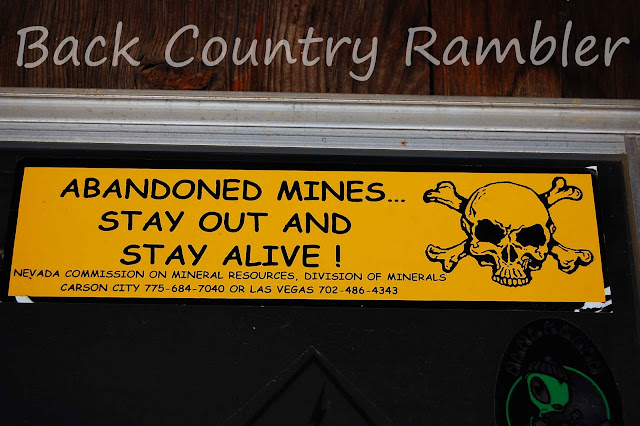 Back Country Rambler
ABANDONED MINES...
STAY OUT AND
STAY ALIVE !
NEVADA COMMISSION ON MINERAL RESOURCES, DIVISION OF MINERALS
CARSON CITY 775-684-7040 OR LAS VEGAS 702-486-4343